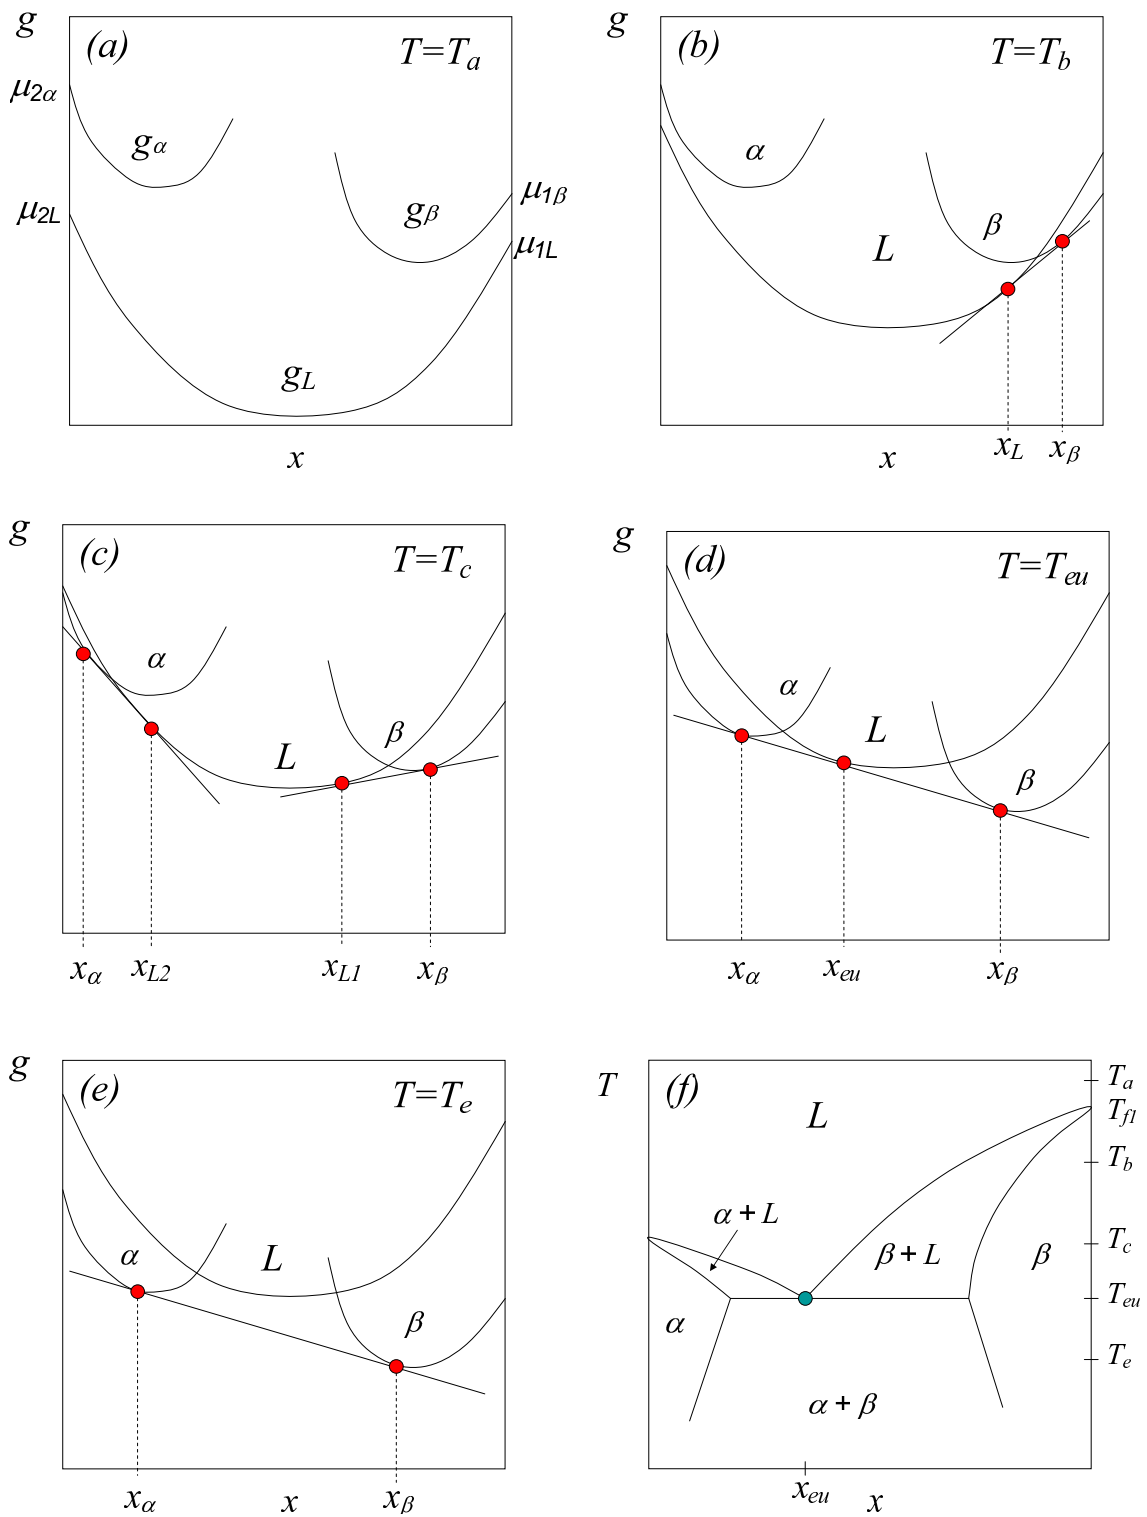 g (a) T=Ta
μ2α
gα
μ2L
gβ
μ1β
μ1L
gL
x
g (b) T=Tb
α
β
L
xL xβ
x
g (c) T=Tc
α
β
L
xα xL2 xL1 xβ
g (d) T=Teu
α
L
β
xα xeu xβ
g (e) T=Te
α
L
β
xα x xβ
T (f)
L
Ta
Tf1
Tb
α + L
Tc
β + L
β
Teu
α
Te
α + β
xeu x